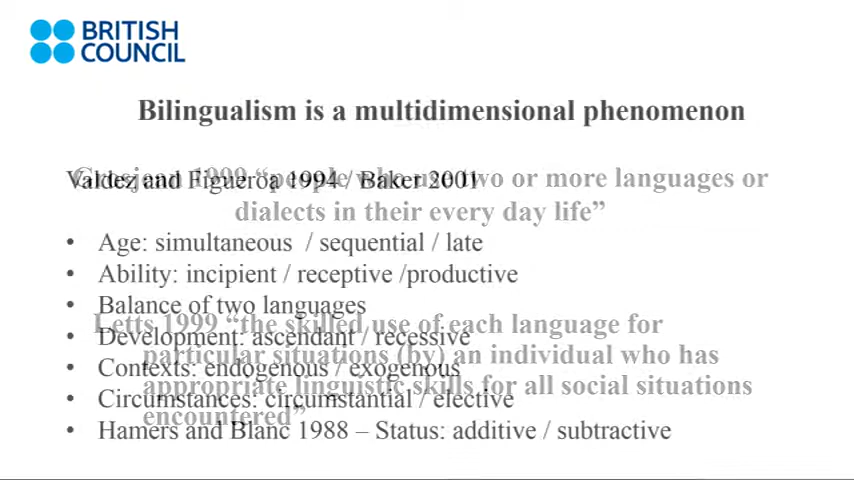 BRITISH
COUNCIL
Bilingualism is a multidimensional phenomenon
Valdez and Figueroa 1994 / Baker 2001
Grosjean 1999 “people who use two or more languages or
dialects in their every day life”
• Age: simultaneous / sequential / late
• Ability: incipient / receptive /productive
• Balance of two languages
Letts 1999 “the skilled use of each language for
• Development: ascendant / recessive
particular situations (by) an individual who has
• Contexts: endogenous / exogenous
appropriate linguistic skills for all social situations
• Circumstances: circumstantial / elective
encountered”
• Hamers and Blanc 1988 – Status: additive / subtractive